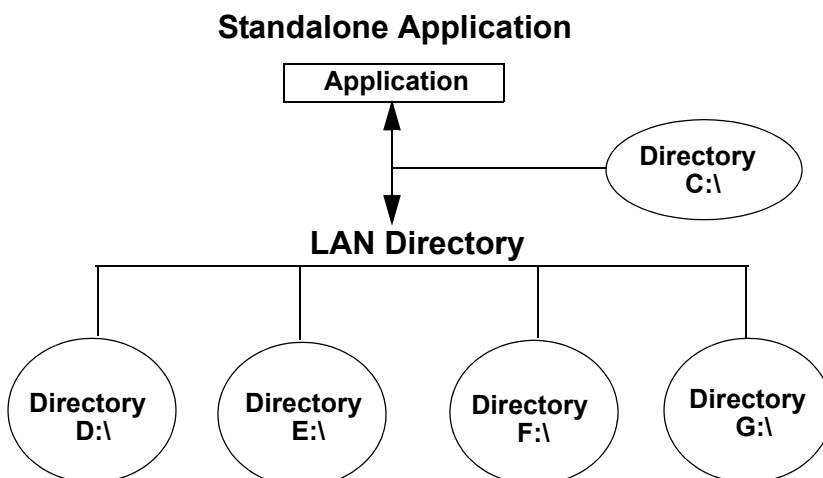 Standalone Application
Application
Directory
C:\
LAN Directory
Directory
D:\
Directory
E:\
Directory
F:\
Directory
G:\